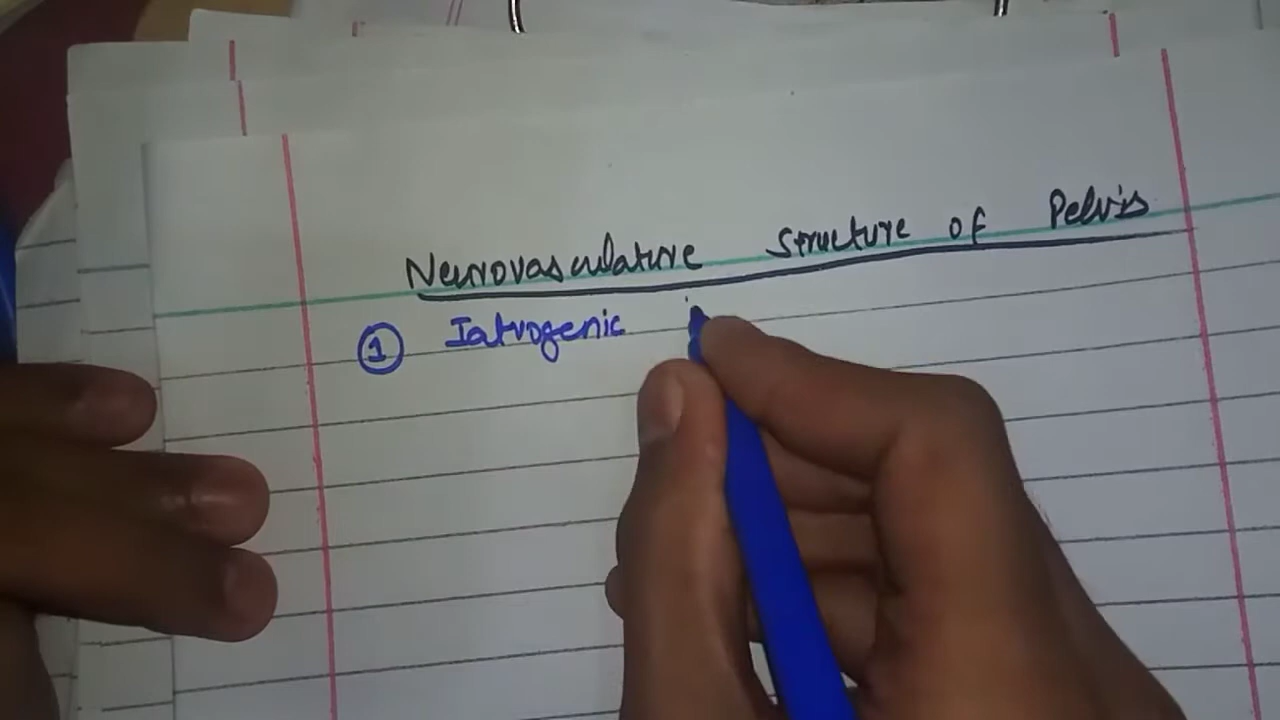 Neurovasculature Structure of Pelvis
① Iatrogenic i